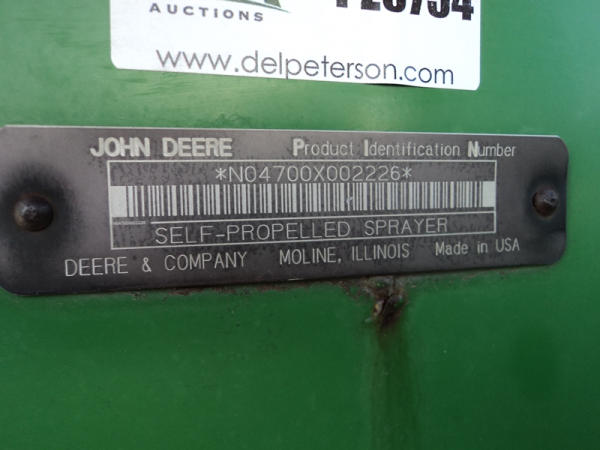 AUCTIONS
www.delpeterson.com
JOHN DEERE Product Identification Number
*N04700X002226*
SELF-PROPELLED SPRAYER
DEERE & COMPANY MOLINE, ILLINOIS Made in USA